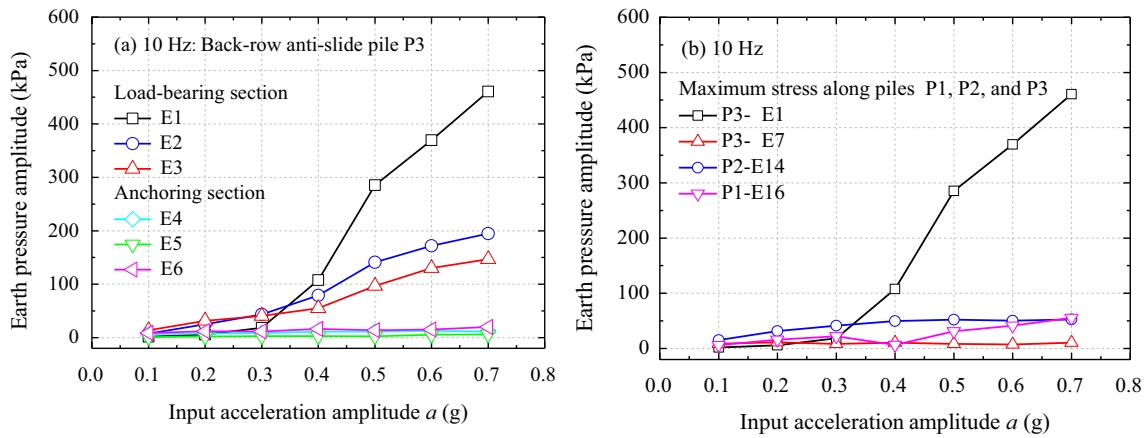 (a) 10 Hz: Back-row anti-slide pile P3
Load-bearing section
E1
E2
E3
Anchoring section
E4
E5
E6
Earth pressure amplitude (kPa)
600
500
400
300
200
100
0
0.0 0.1 0.2 0.3 0.4 0.5 0.6 0.7 0.8
Input acceleration amplitude a (g)
(b) 10 Hz
Maximum stress along piles P1, P2, and P3
P3- E1
P3- E7
P2-E14
P1-E16
Earth pressure amplitude (kPa)
600
500
400
300
200
100
0
0.0 0.1 0.2 0.3 0.4 0.5 0.6 0.7 0.8
Input acceleration amplitude a (g)